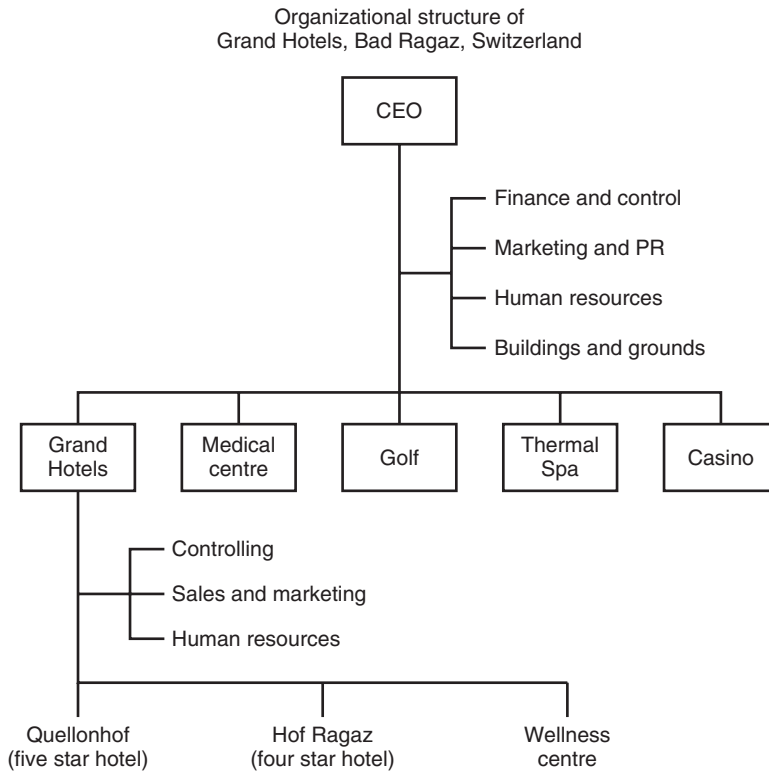 Organizational structure of
Grand Hotels, Bad Ragaz, Switzerland
CEO
Finance and control
Marketing and PR
Human resources
Buildings and grounds
Grand
Hotels
Medical
centre
Golf
Thermal
Spa
Casino
Controlling
Sales and marketing
Human resources
Quellonhof
(five star hotel)
Hof Ragaz
(four star hotel)
Wellness
centre